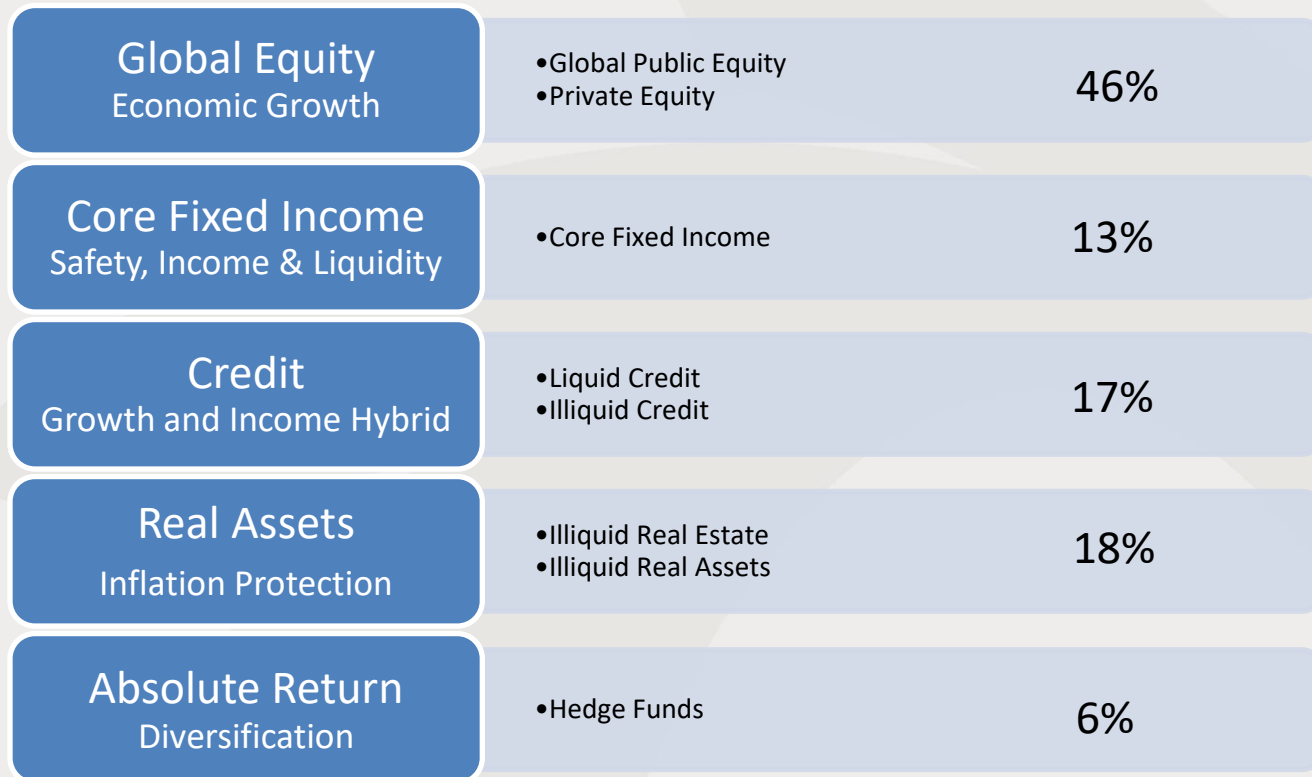 Global Equity
Economic Growth
•Global Public Equity
•Private Equity
46%
Core Fixed Income
Safety, Income & Liquidity
•Core Fixed Income
13%
Credit
Growth and Income Hybrid
•Liquid Credit
•Illiquid Credit
17%
Real Assets
Inflation Protection
•Illiquid Real Estate
•Illiquid Real Assets
18%
Absolute Return
Diversification
•Hedge Funds
6%